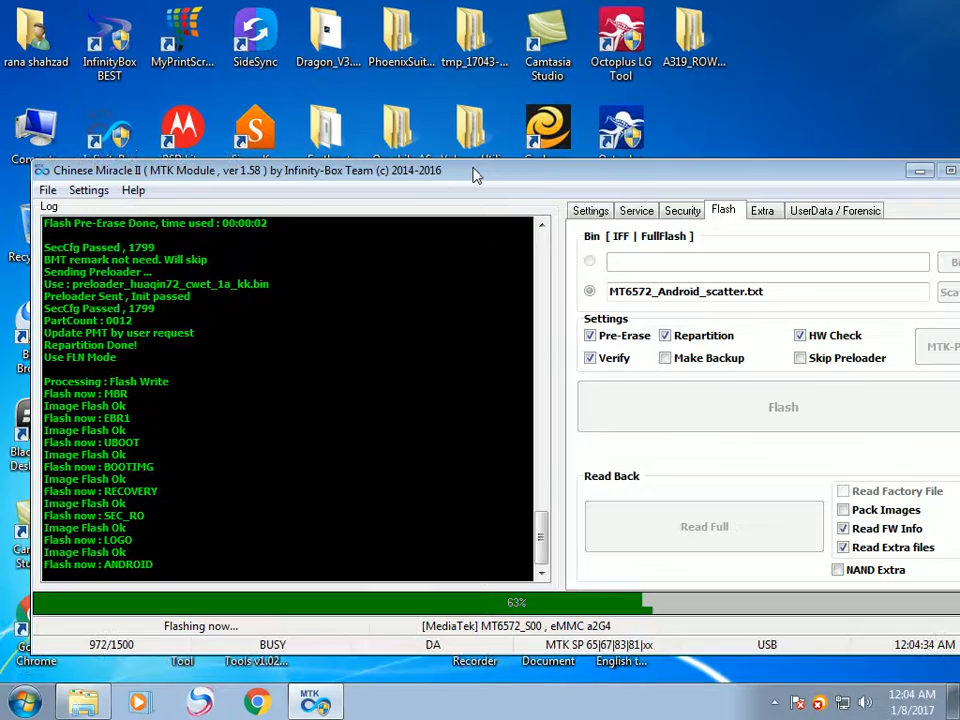 rana shahzad
InfinityBox BEST
MyPrintScr...
SideSync
Dragon_V3....
PhoenixSuit...
tmp_17043-...
Camtasia Studio
Octoplus LG Tool
A319_ROW...
Chinese Miracle II ( MTK Module , ver 1.58 ) by Infinity-Box Team (c) 2014-2016
File Settings Help
Log
Flash Pre-Erase Done, time used : 00:00:02
SecCfg Passed , 1799
BMT remark not need. Will skip
Sending Preloader ...
Use : preloader_huaqin72_cwet_1a_kk.bin
Preloader Sent , Init passed
SecCfg Passed , 1799
PartCount : 0012
Update PMT by user request
Repartition Done!
Use FLN Mode
Processing : Flash Write
Flash now : MBR
Image Flash Ok
Flash now : EBR1
Image Flash Ok
Flash now : UBOOT
Image Flash Ok
Flash now : BOOTIMG
Image Flash Ok
Flash now : RECOVERY
Image Flash Ok
Flash now : SEC_RO
Image Flash Ok
Flash now : LOGO
Image Flash Ok
Flash now : ANDROID
Settings Service Security Flash Extra UserData / Forensic
Bin [ IFF | FullFlash ]
MT6572_Android_scatter.txt
Settings
Pre-Erase Repartition HW Check
MTK-P
Verify Make Backup Skip Preloader
Flash
Read Back
Read Full
Read Factory File
Pack Images
Read FW Info
Read Extra files
NAND Extra
63%
Flashing now... [MediaTek] MT6572_S00 , eMMC a2G4
972/1500 BUSY DA MTK SP 65|67|83|81|xx USB 12:04:34 AM
Chrome
Tool
Tools v1.02...
Recorder
Document
English t...
MTK
12:04 AM
1/8/2017